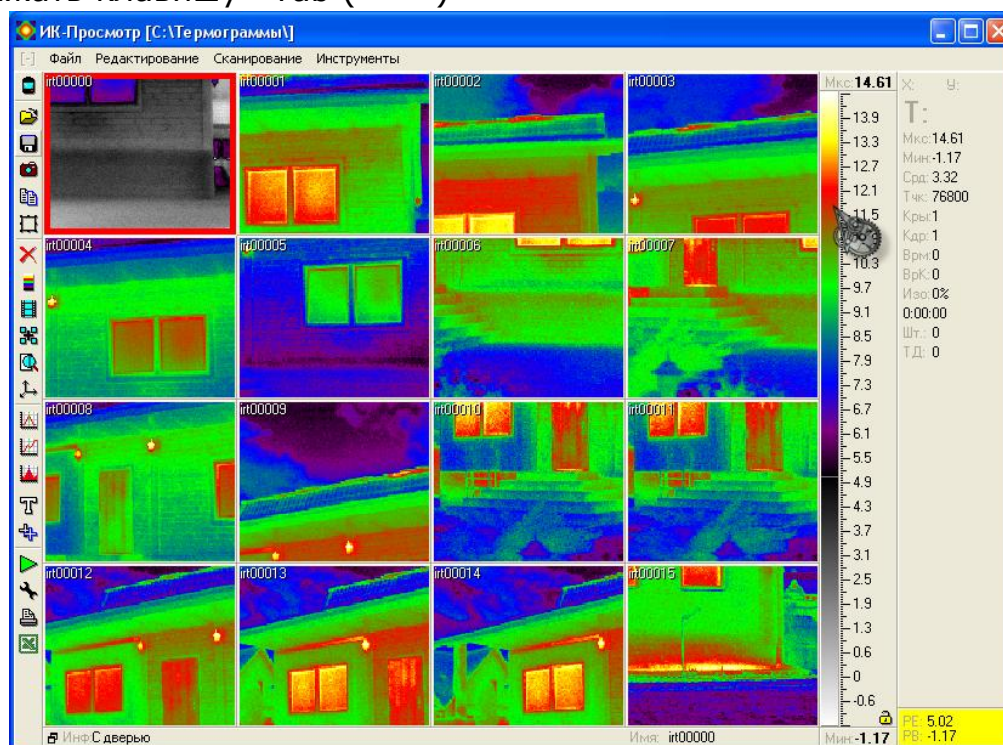 Tab (
ИК-Просмотр [C:\Термограммы\]
[-] Файл Редактирование Сканирование Инструменты
irt00000 irt00001 irt00002 irt00003
irt00004 irt00005 irt00006 irt00007
irt00008 irt00009 irt00010 irt00011
irt00012 irt00013 irt00014 irt00015
Мкс:14.61
13.9
13.3
12.7
12.1
11.5
10.3
9.7
9.1
8.5
7.9
7.3
6.7
6.1
5.5
4.9
4.3
3.7
3.1
2.5
1.9
1.3
0.6
0
-0.6
Мин:-1.17
X: У:
Т:
Мкс:14.61
Мин:-1.17
Срд: 3.32
Тчк: 76800
Кры:1
Кдр: 1
Врм:0
ВрК: 0
Изо:0%
0:00:00
Шт.: 0
ТД: 0
РЕ: 5.02
РВ: -1.17
Инф:С дверью
Имя: irt00000